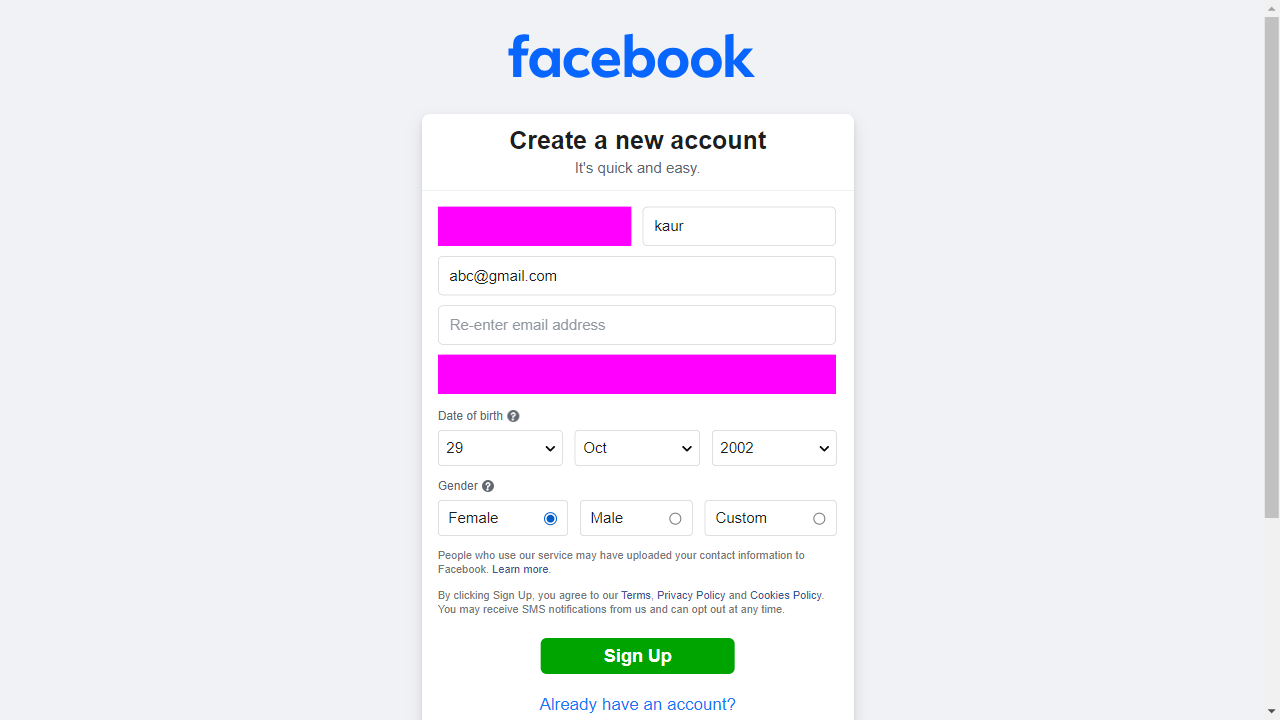 facebook
Create a new account
It's quick and easy.
kaur
abc@gmail.com
Re-enter email address
Date of birth
29 Oct 2002
Gender
Female Male Custom
People who use our service may have uploaded your contact information to
Facebook. Learn more.
By clicking Sign Up, you agree to our Terms, Privacy Policy and Cookies Policy.
You may receive SMS notifications from us and can opt out at any time.
Sign Up
Already have an account?